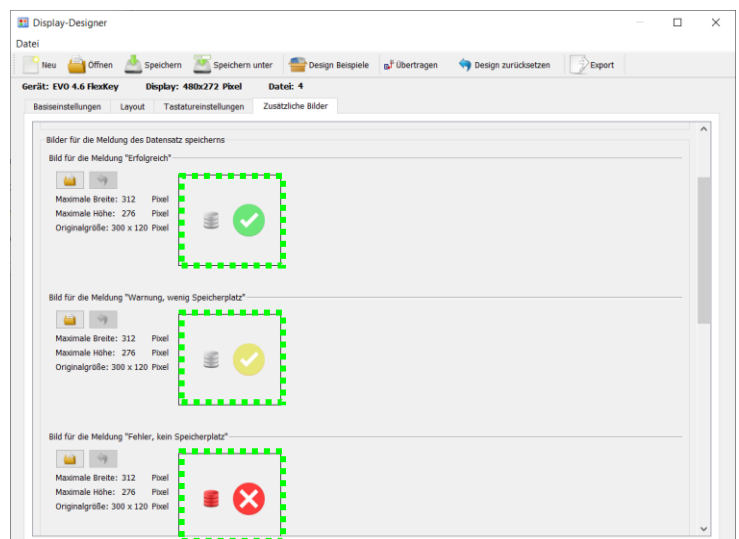 Display-Designer
Datei
Neu Öffnen Speichern Speichern unter Design Beispiele Übertragen Design zurücksetzen Export
Gerät: EVO 4.6 FlexKey Display: 480x272 Pixel Datei: 4
Basiseinstellungen Layout Tastatureinstellungen Zusätzliche Bilder
Bilder für die Meldung des Datensatz speicherns
Bild für die Meldung "Erfolgreich"
Maximale Breite: 312 Pixel
Maximale Höhe: 276 Pixel
Originalgröße: 300 x 120 Pixel
Bild für die Meldung "Warnung, wenig Speicherplatz"
Maximale Breite: 312 Pixel
Maximale Höhe: 276 Pixel
Originalgröße: 300 x 120 Pixel
Bild für die Meldung "Fehler, kein Speicherplatz"
Maximale Breite: 312 Pixel
Maximale Höhe: 276 Pixel
Originalgröße: 300 x 120 Pixel